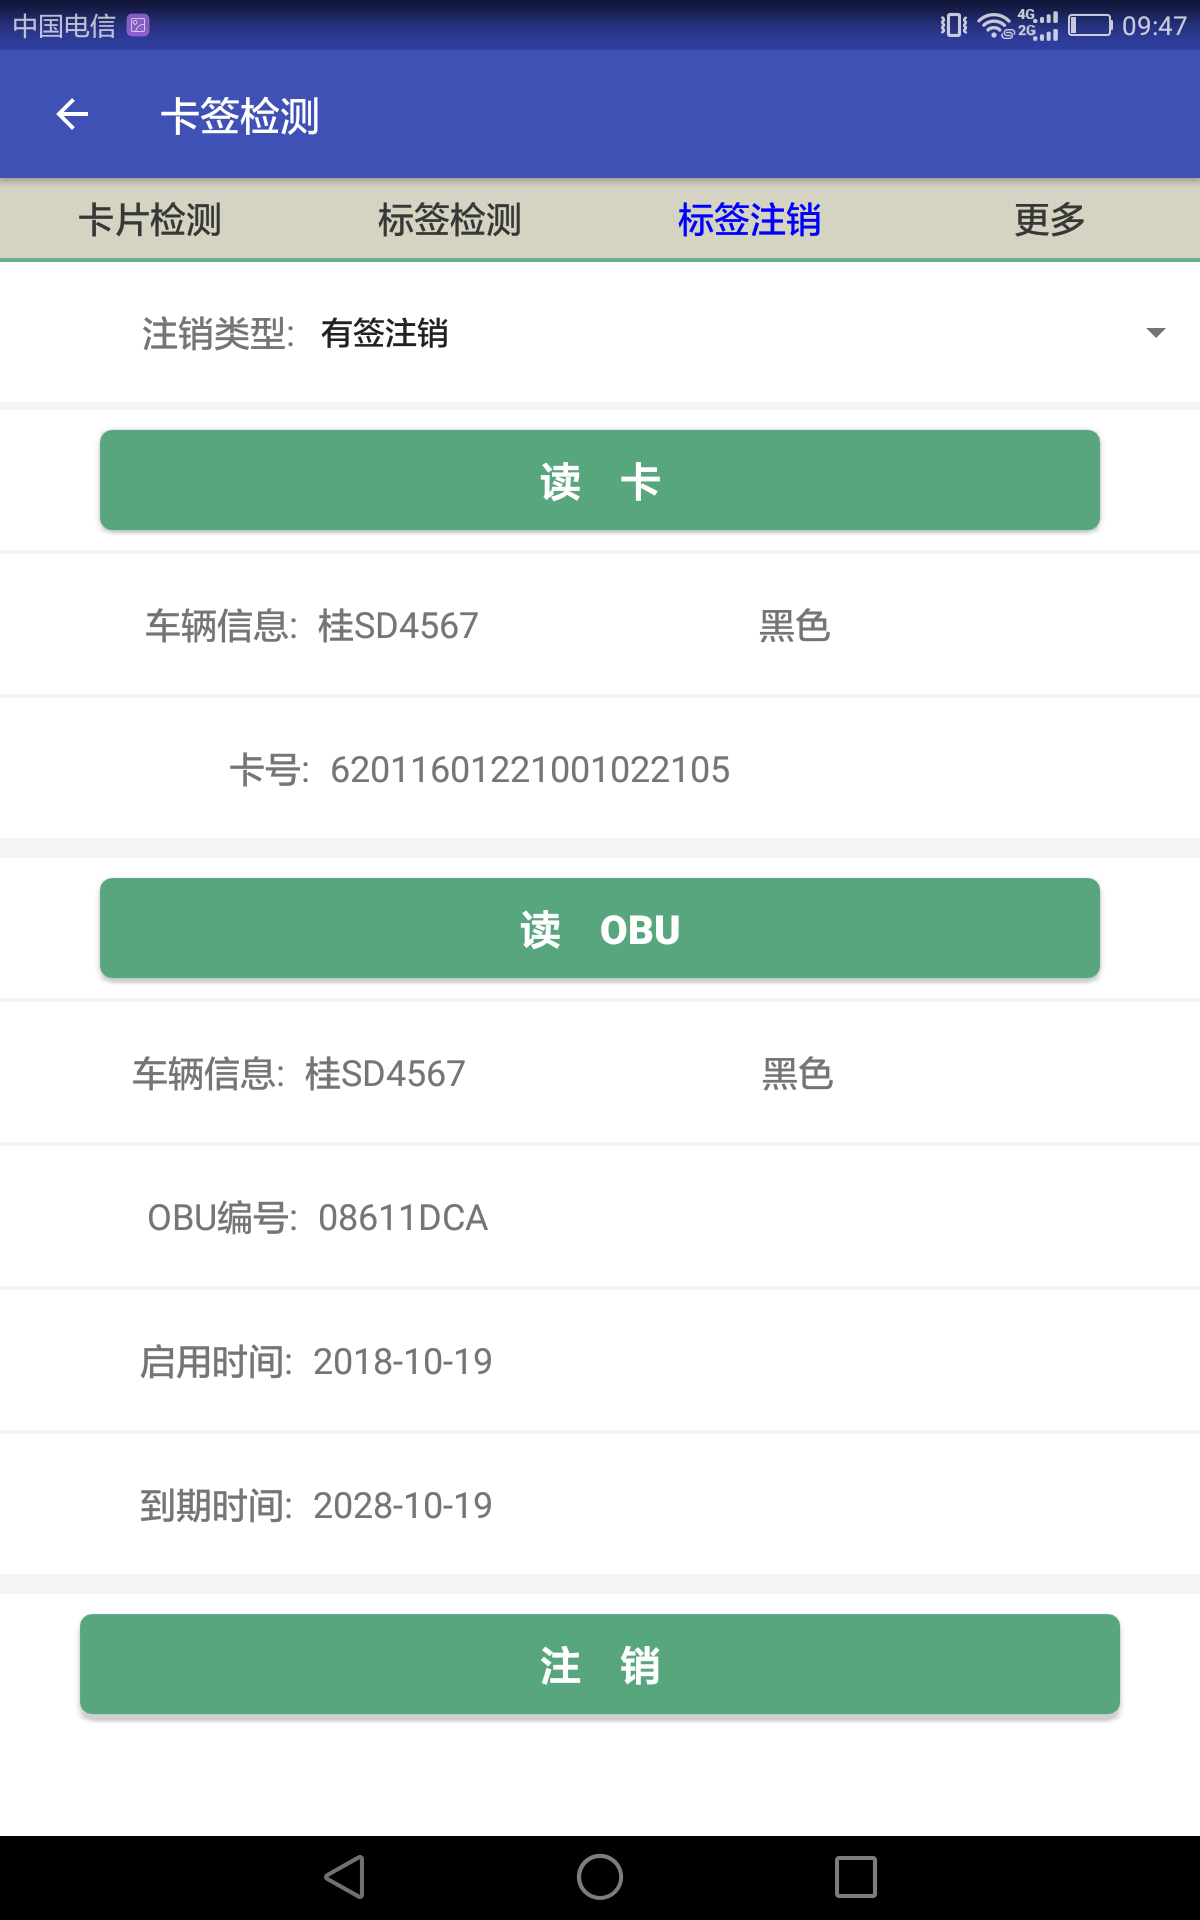 中国电信 4G 2G 09:47
卡签检测
卡片检测 标签检测 标签注销 更多
注销类型: 有签注销
读 卡
车辆信息: 桂SD4567 黑色
卡号: 62011601221001022105
读 OBU
车辆信息: 桂SD4567 黑色
OBU编号: 08611DCA
启用时间: 2018-10-19
到期时间: 2028-10-19
注 销